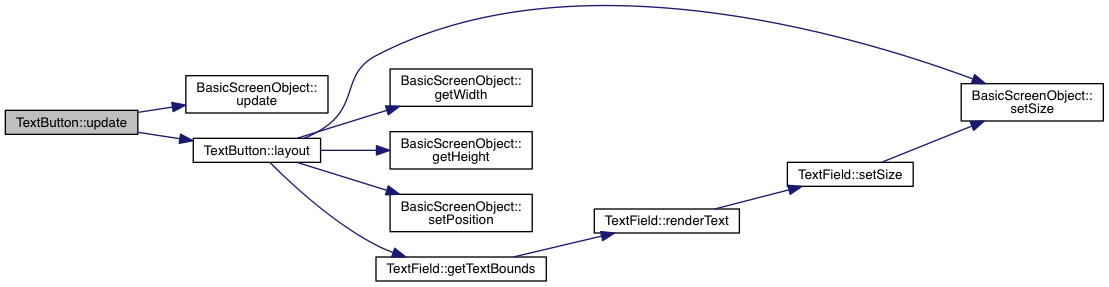 TextButton::update
BasicScreenObject::
update
TextButton::layout
BasicScreenObject::
getWidth
BasicScreenObject::
getHeight
BasicScreenObject::
setPosition
TextField::getTextBounds
TextField::renderText
TextField::setSize
BasicScreenObject::
setSize